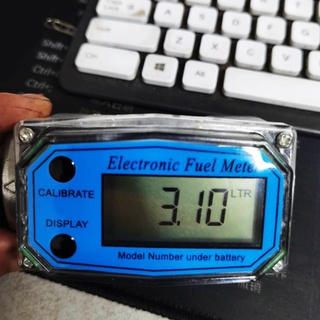 Electronic Fuel Meter
CALIBRATE
3.10 LTR
DISPLAY
Model Number under battery